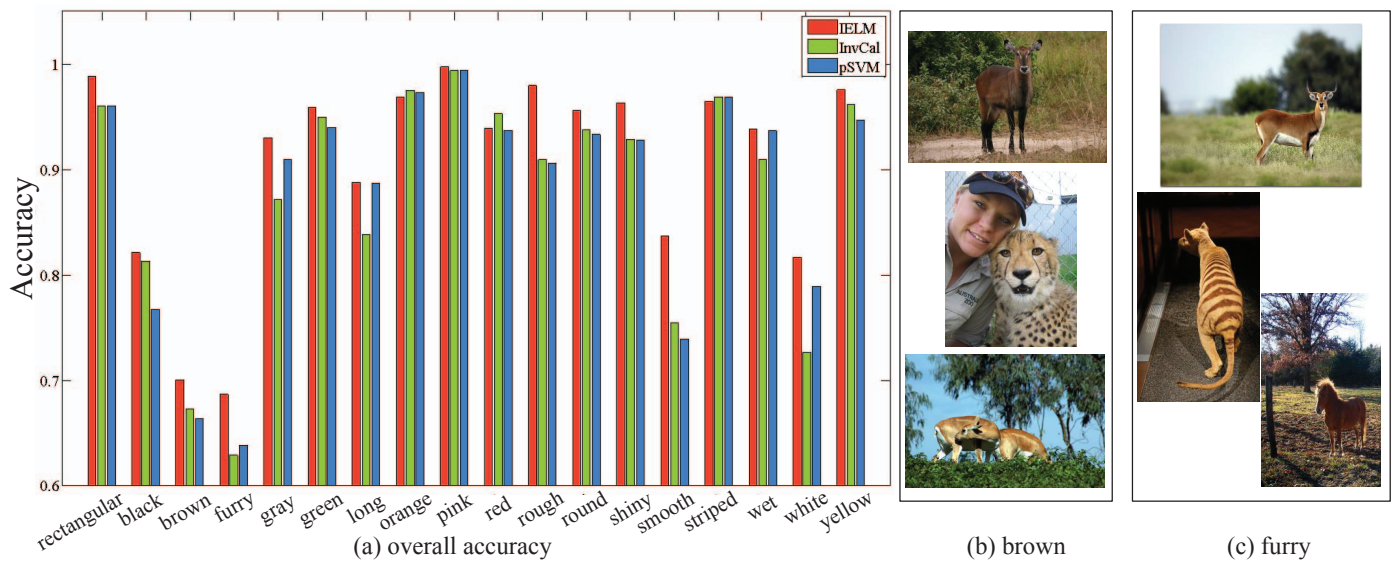 IELM
InvCal
pSVM
Accuracy
1
0.9
0.8
0.7
0.6
rectangular
black
brown
furry
gray
green
long
orange
pink
red
rough
round
shiny
smooth
striped
wet
white
yellow
(a) overall accuracy
(b) brown
(c) furry